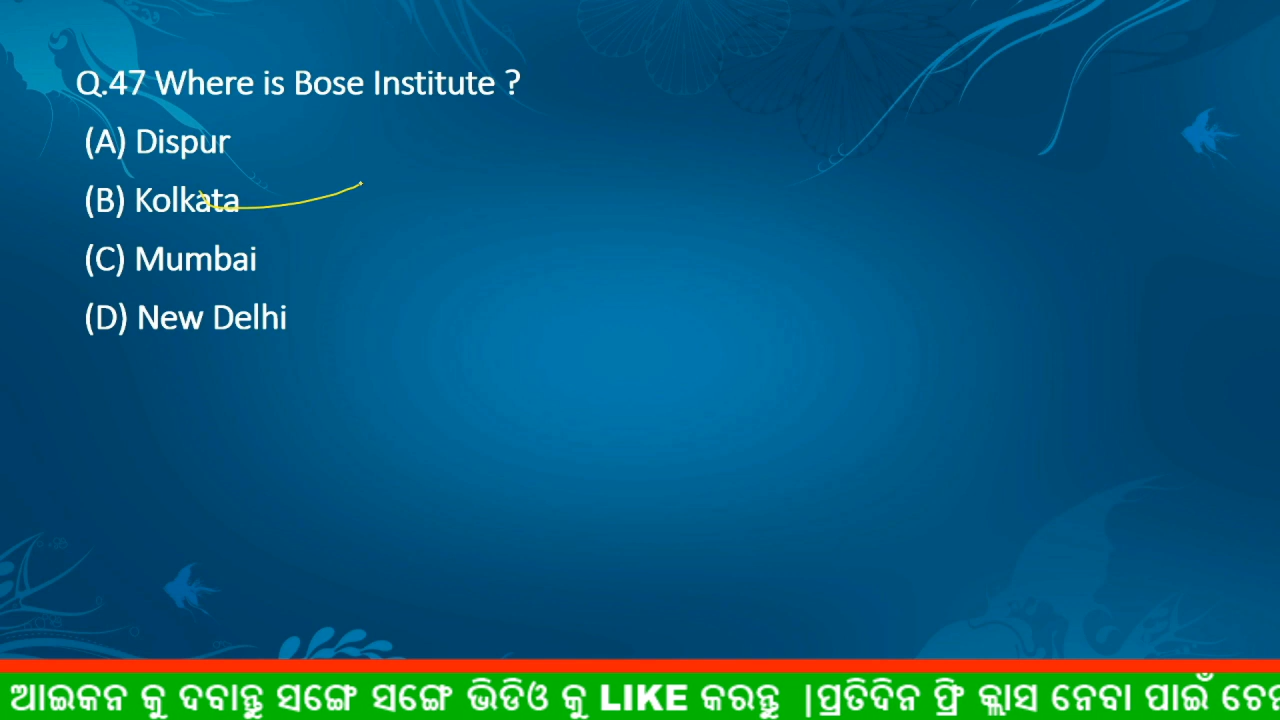 Q.47 Where is Bose Institute ?
(A) Dispur
(B) Kolkata
(C) Mumbai
(D) New Delhi
ଆଇକନ କୁ ଦବାନ୍ତୁ ସଙ୍ଗେ ସଙ୍ଗେ ଭିଡିଓ କୁ LIKE କରନ୍ତୁ |ପ୍ରତିଦିନ ଫ୍ରି କ୍ଲାସ ନେବା ପାଇଁ